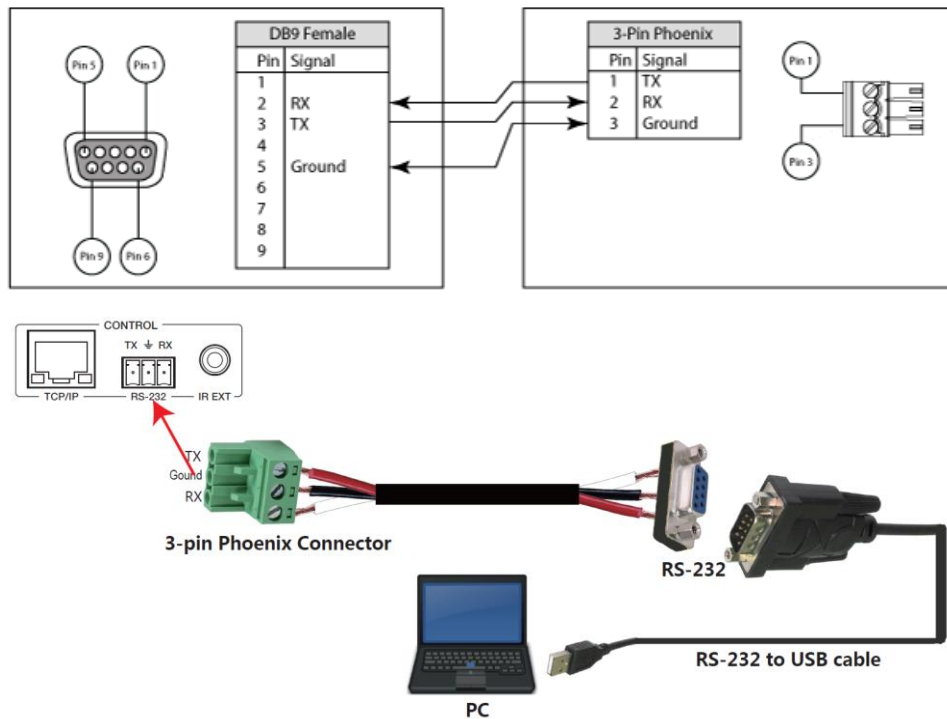 DB9 Female
Pin Signal
1
2 RX
3 TX
4
5 Ground
6
7
8
9
Pin 5
Pin 1
Pin 9
Pin 6
3-Pin Phoenix
Pin Signal
1 TX
2 RX
3 Ground
Pin 1
Pin 3
CONTROL
TX RX
TCP/IP
RS-232
IR EXT
TX
Gound
RX
3-pin Phoenix Connector
RS-232
RS-232 to USB cable
PC